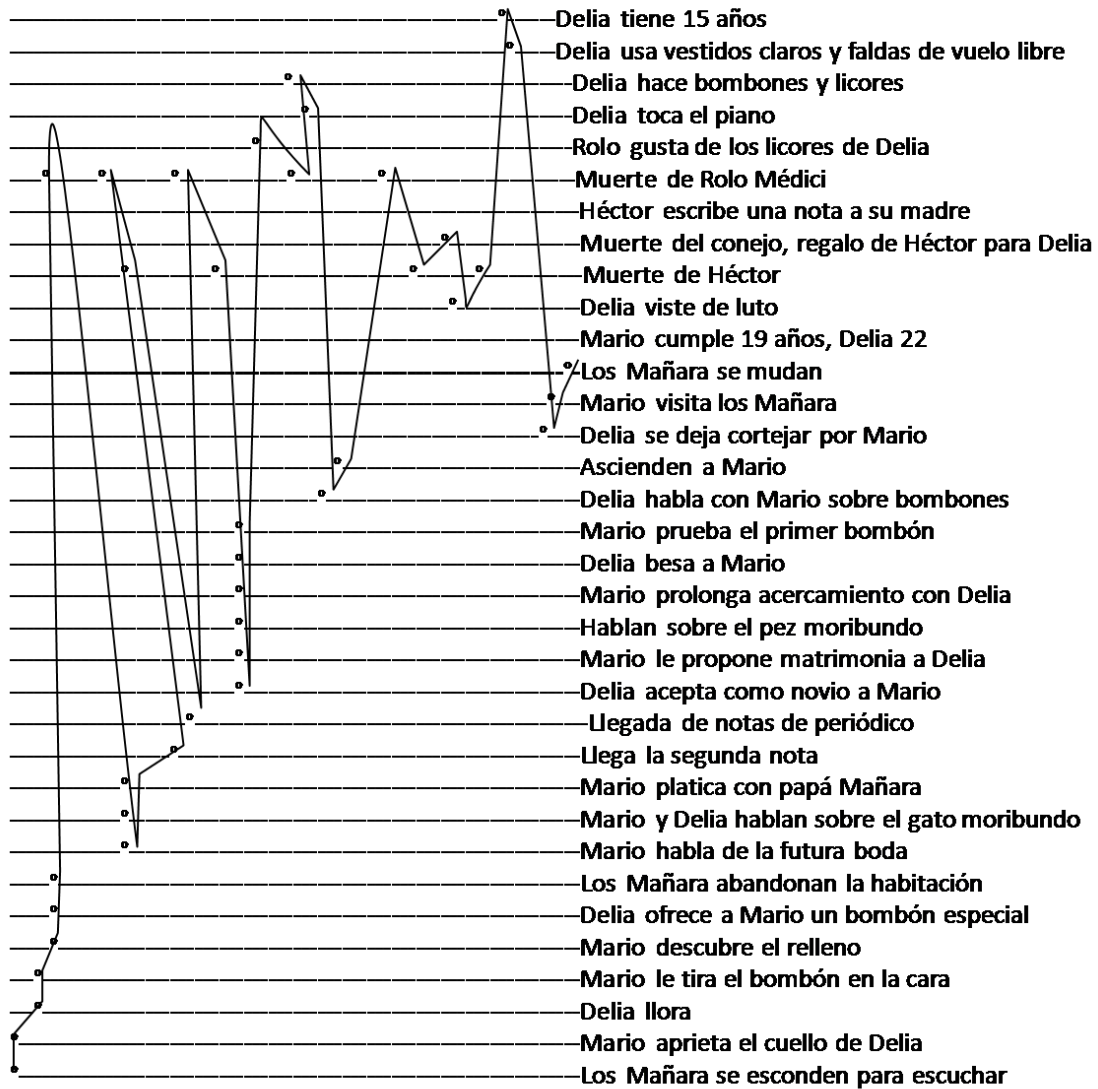 Delia tiene 15 años
Delia usa vestidos claros y faldas de vuelo libre
Delia hace bombones y licores
Delia toca el piano
Rolo gusta de los licores de Delia
Muerte de Rolo Médici
Héctor escribe una nota a su madre
Muerte del conejo, regalo de Héctor para Delia
Muerte de Héctor
Delia viste de luto
Mario cumple 19 años, Delia 22
Los Mañara se mudan
Mario visita los Mañara
Delia se deja cortejar por Mario
Ascienden a Mario
Delia habla con Mario sobre bombones
Mario prueba el primer bombón
Delia besa a Mario
Mario prolonga acercamiento con Delia
Hablan sobre el pez moribundo
Mario le propone matrimonia a Delia
Delia acepta como novio a Mario
Llegada de notas de periódico
Llega la segunda nota
Mario platica con papá Mañara
Mario y Delia hablan sobre el gato moribundo
Mario habla de la futura boda
Los Mañara abandonan la habitación
Delia ofrece a Mario un bombón especial
Mario descubre el relleno
Mario le tira el bombón en la cara
Delia llora
Mario aprieta el cuello de Delia
Los Mañara se esconden para escuchar